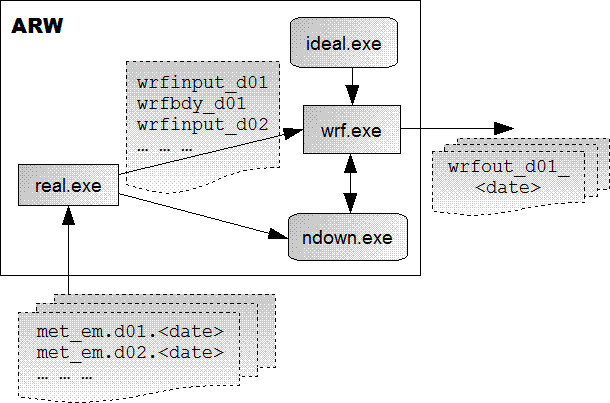 ARW
ideal.exe
wrfinput_d01
wrfbdy_d01
wrfinput_d02
… … …
wrf.exe
wrfout_d01_
<date>
real.exe
ndown.exe
met_em.d01.<date>
met_em.d02.<date>
… … …